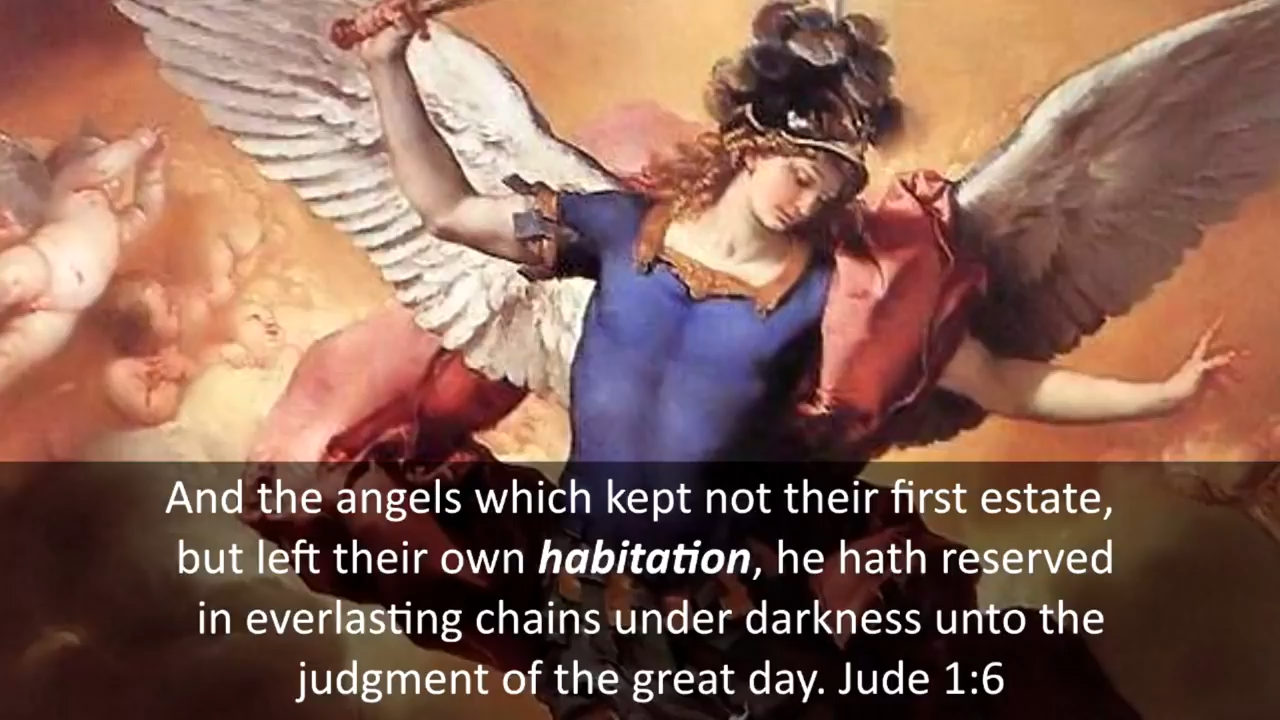 And the angels which kept not their first estate,
but left their own habitation, he hath reserved
in everlasting chains under darkness unto the
judgment of the great day. Jude 1:6